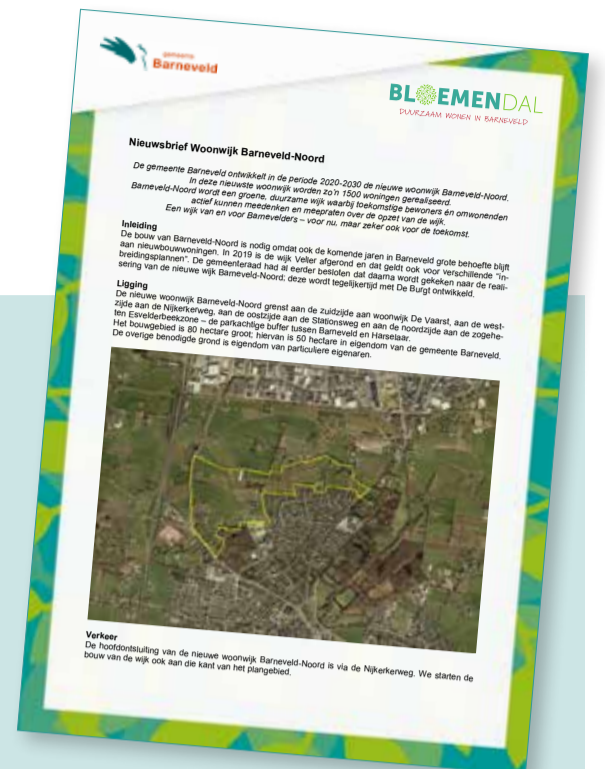 gemeente
Barneveld
BLOEMENDAL
DUURZAAM WONEN IN BARNEVELD
Nieuwsbrief Woonwijk Barneveld-Noord
De gemeente Barneveld ontwikkelt in de periode 2020-2030 de nieuwe woonwijk Barneveld-Noord.
In deze nieuwste woonwijk worden zo'n 1500 woningen gerealiseerd.
Barneveld-Noord wordt een groene, duurzame wijk waarbij toekomstige bewoners én omwonenden
actief kunnen meedenken en meepraten over de opzet van de wijk.
Een wijk van en voor Barnevelders – voor nu, maar zeker ook voor de toekomst.
Inleiding
De bouw van Barneveld-Noord is nodig omdat ook de komende jaren in Barneveld grote behoefte blijft
aan nieuwbouwwoningen. In 2019 is de wijk Veller afgerond en dat geldt ook voor verschillende "in-
breidingsplannen". De gemeenteraad had al eerder besloten dat daarna wordt gekeken naar de reali-
sering van de nieuwe wijk Barneveld-Noord; deze wordt tegelijkertijd met De Burgt ontwikkeld.
Ligging
De nieuwe woonwijk Barneveld-Noord grenst aan de zuidzijde aan woonwijk De Vaarst, aan de west-
zijde aan de Nijkerkerweg, aan de oostzijde aan de Stationsweg en aan de noordzijde aan de zogehe-
ten Esvelderbeekzone – de parkachtige buffer tussen Barneveld en Harselaar.
Het bouwgebied is 80 hectare groot; hiervan is 50 hectare in eigendom van de gemeente Barneveld.
De overige benodigde grond is eigendom van particuliere eigenaren.
Verkeer
De hoofdontsluiting van de nieuwe woonwijk Barneveld-Noord is via de Nijkerkerweg. We starten de
bouw van de wijk ook aan die kant van het plangebied.